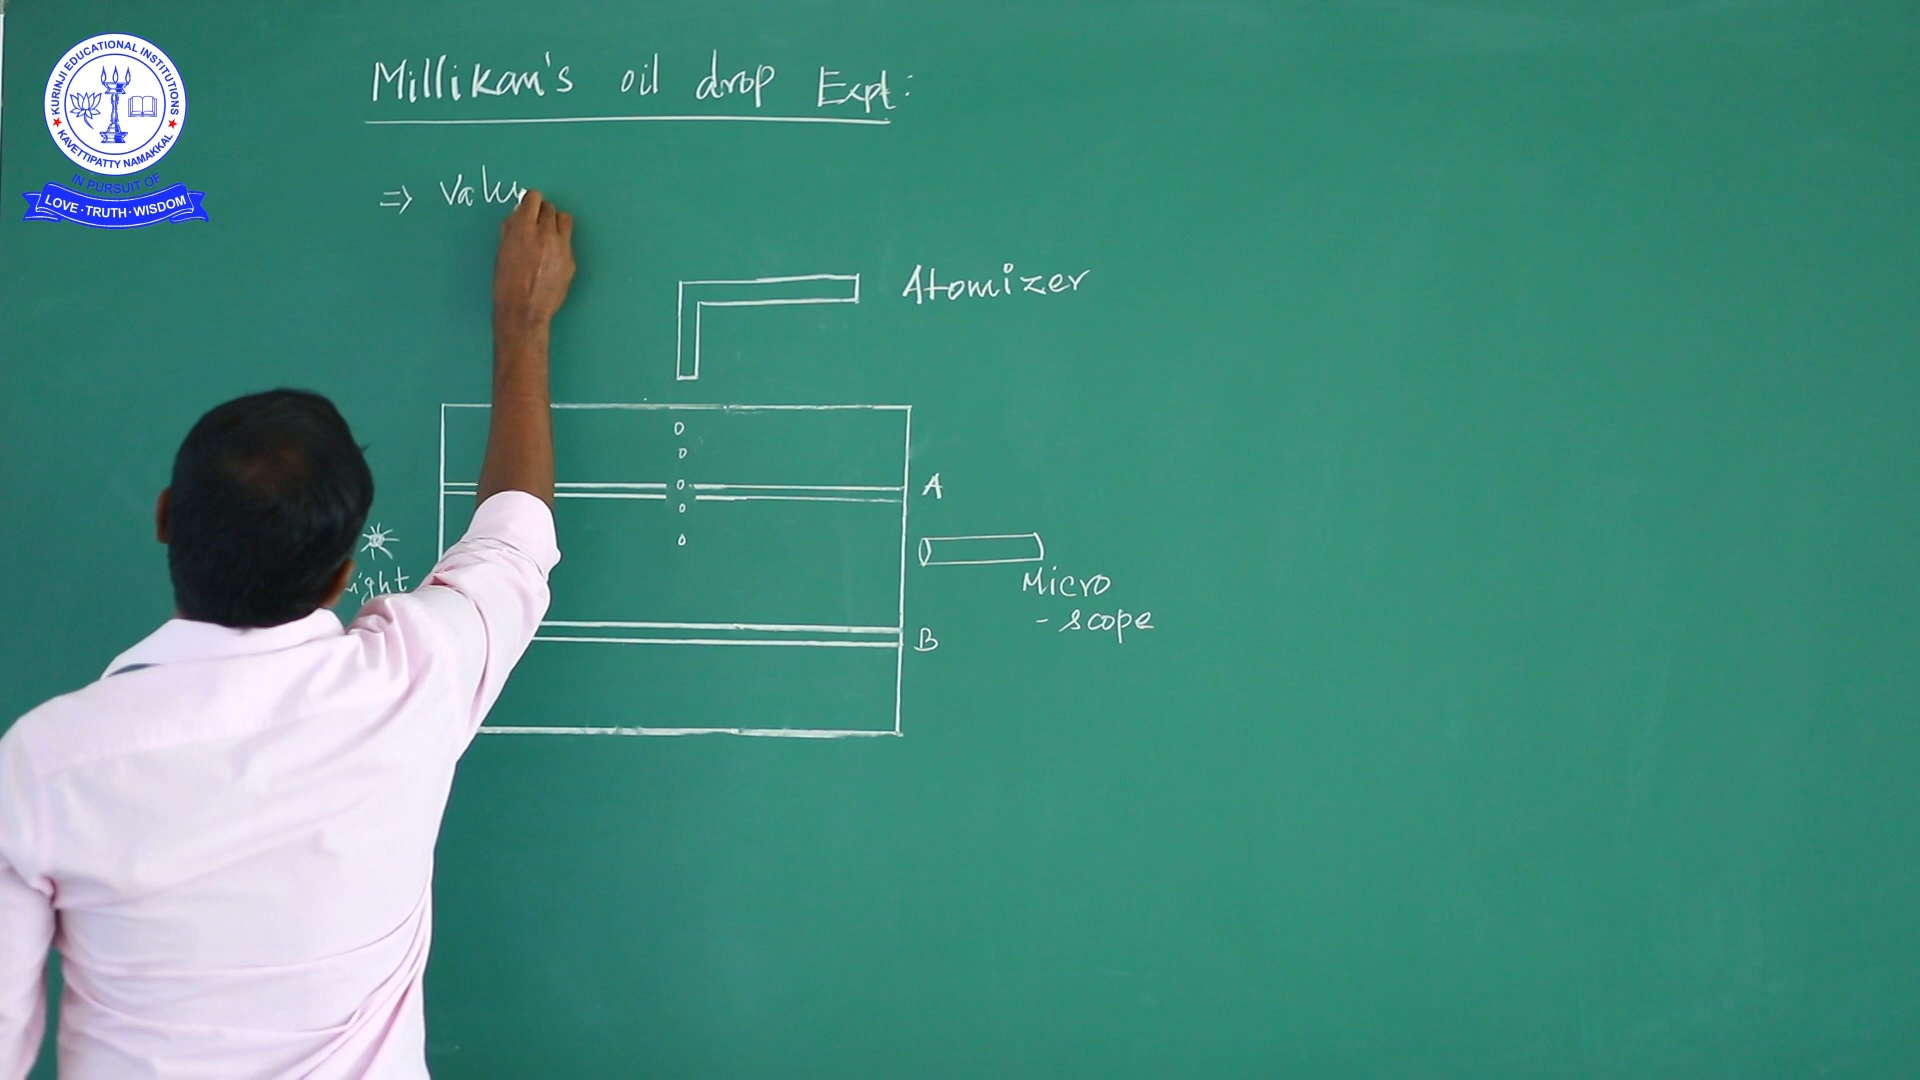 KURINJI EDUCATIONAL INSTITUTIONS
KAVETTIPATTY NAMAKKAL
IN PURSUIT OF
LOVE · TRUTH · WISDOM
Millikan's oil drop Expt:
=> Valu
Atomizer
A
Micro
- scope
B